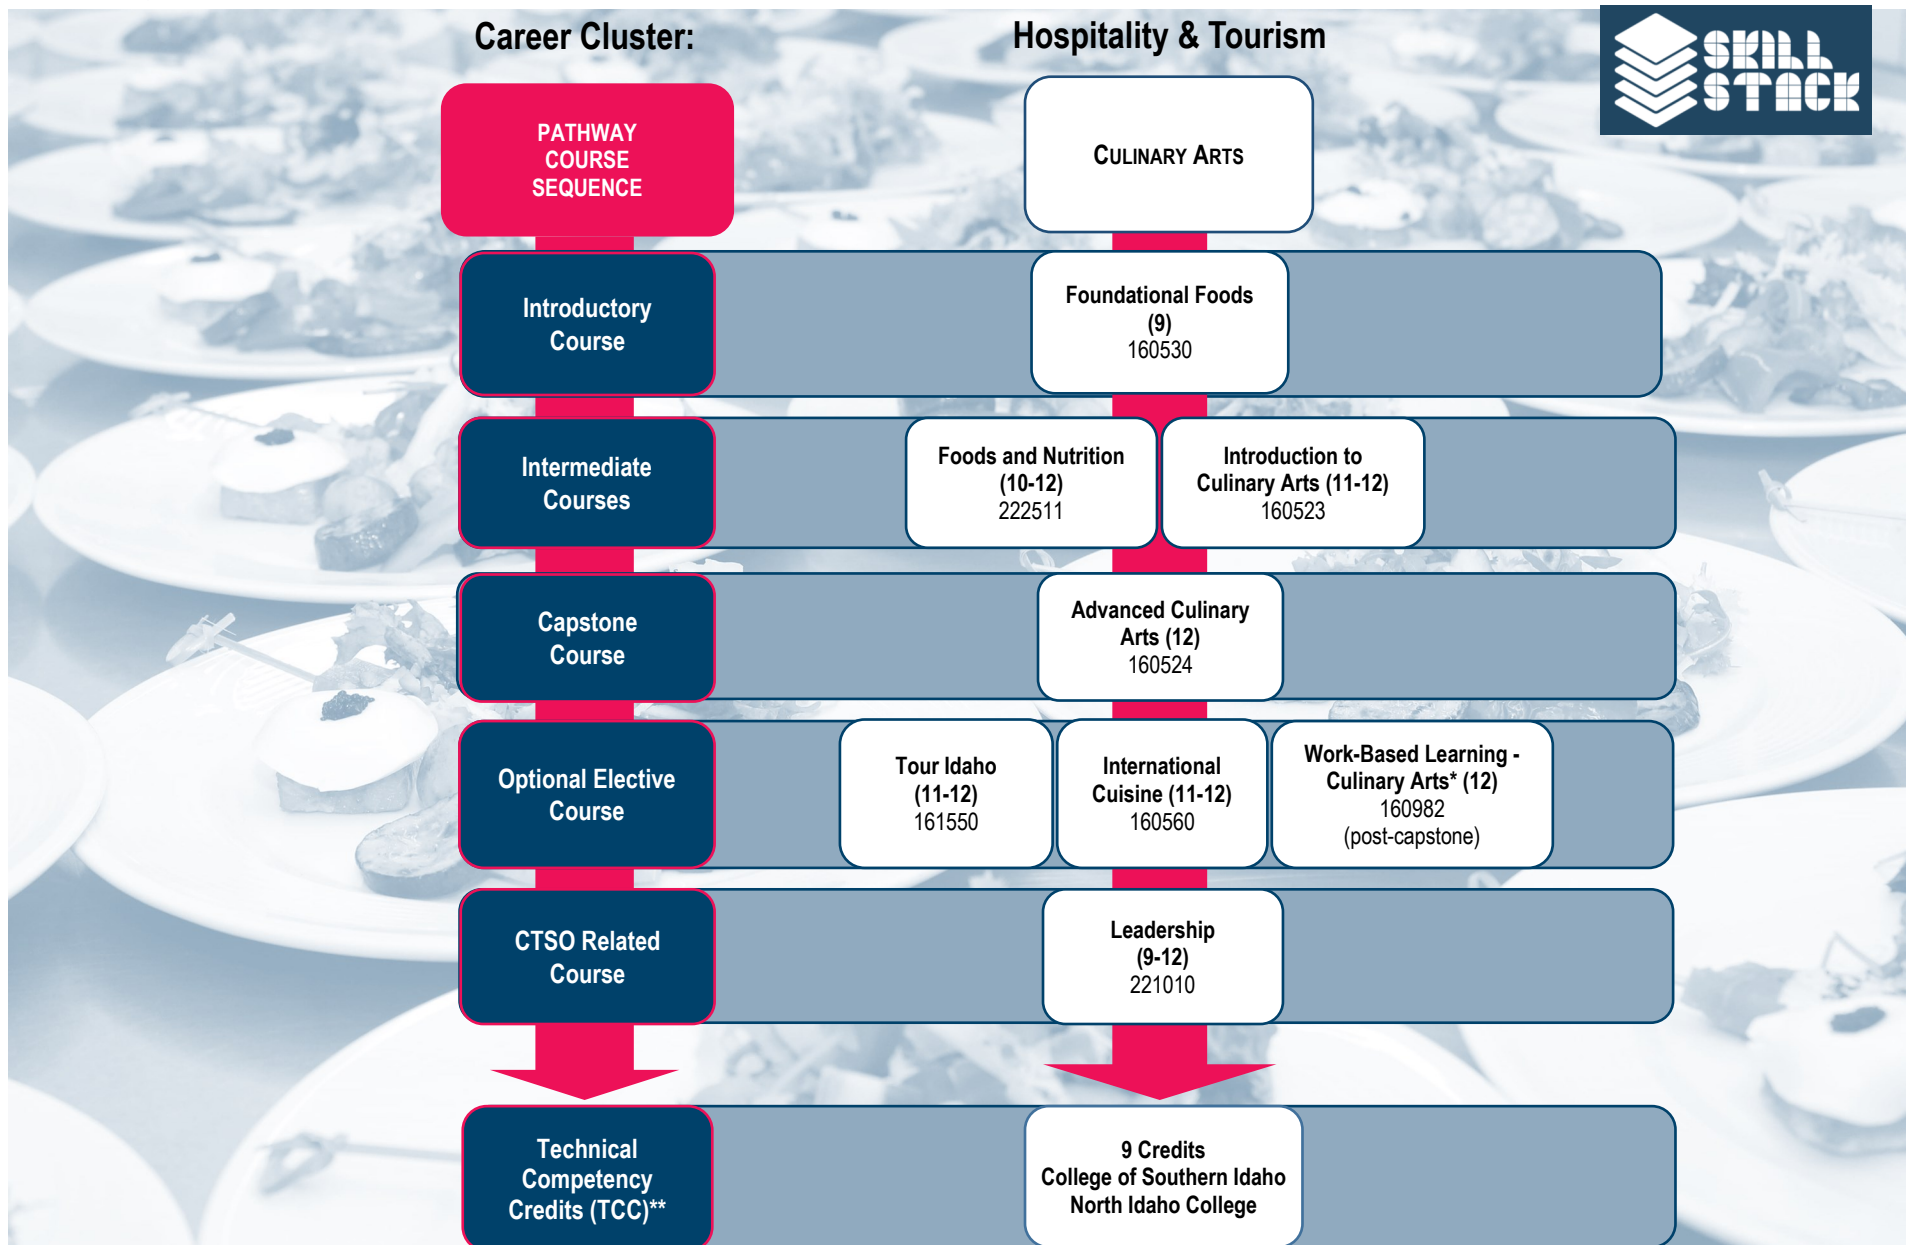 Career Cluster:
Hospitality & Tourism
SKILL
STACK
PATHWAY
COURSE
SEQUENCE
CULINARY ARTS
Introductory
Course
Foundational Foods
(9)
160530
Intermediate
Courses
Foods and Nutrition
(10-12)
222511
Introduction to
Culinary Arts (11-12)
160523
Capstone
Course
Advanced Culinary
Arts (12)
160524
Optional Elective
Course
Tour Idaho
(11-12)
161550
International
Cuisine (11-12)
160560
Work-Based Learning -
Culinary Arts* (12)
160982
(post-capstone)
CTSO Related
Course
Leadership
(9-12)
221010
Technical
Competency
Credits (TCC)**
9 Credits
College of Southern Idaho
North Idaho College